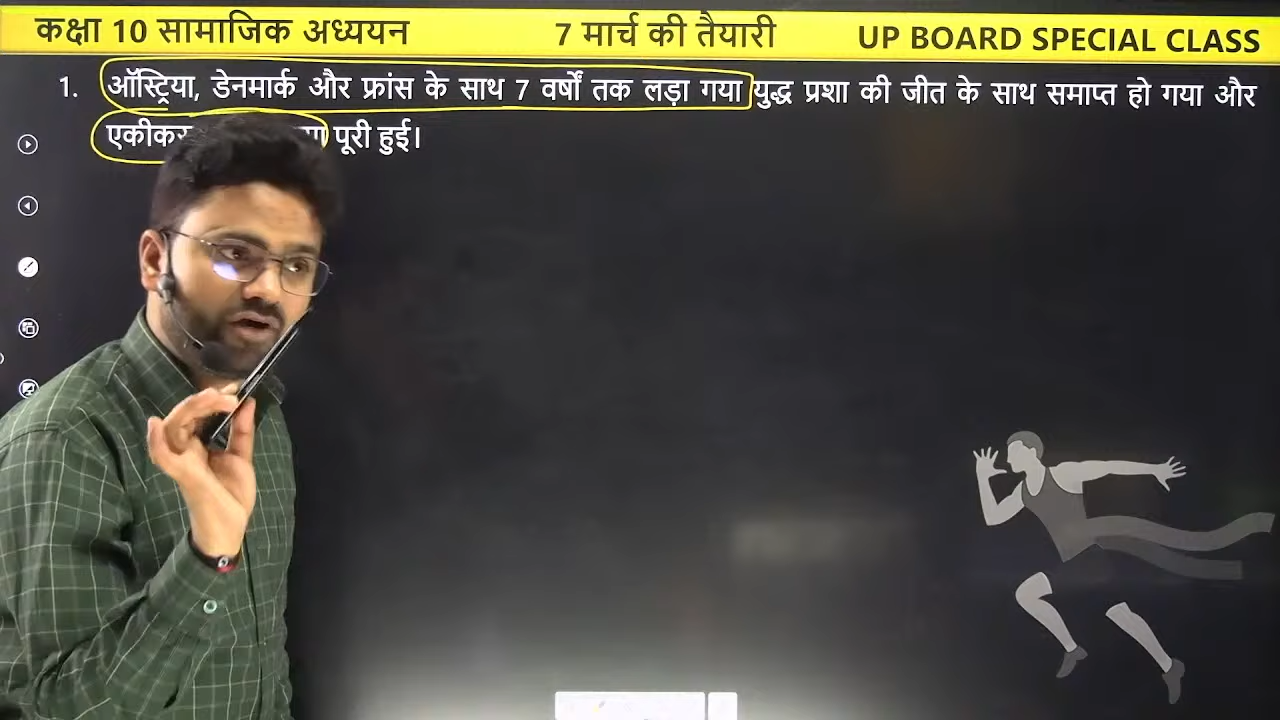 कक्षा 10 सामाजिक अध्ययन 7 मार्च की तैयारी UP BOARD SPECIAL CLASS
1. ऑस्ट्रिया, डेनमार्क और फ्रांस के साथ 7 वर्षों तक लड़ा गया युद्ध प्रशा की जीत के साथ समाप्त हो गया और
पूरी हुई।